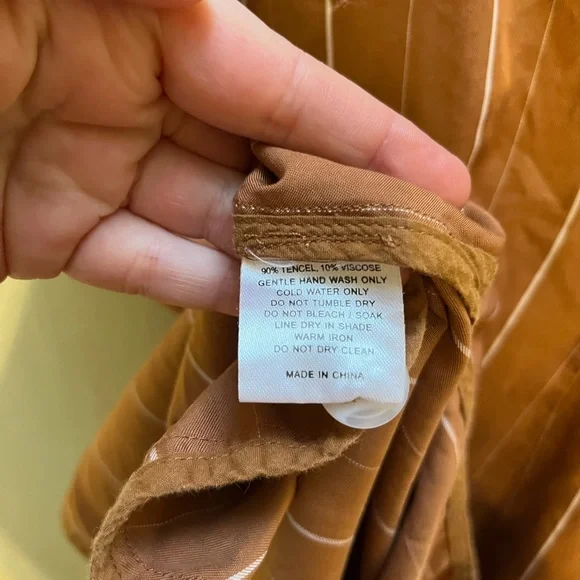 90% TENCEL, 10% VISCOSE
GENTLE HAND WASH ONLY
COLD WATER ONLY
DO NOT TUMBLE DRY
DO NOT BLEACH / SOAK
LINE DRY IN SHADE
WARM IRON
DO NOT DRY CLEAN
MADE IN CHINA